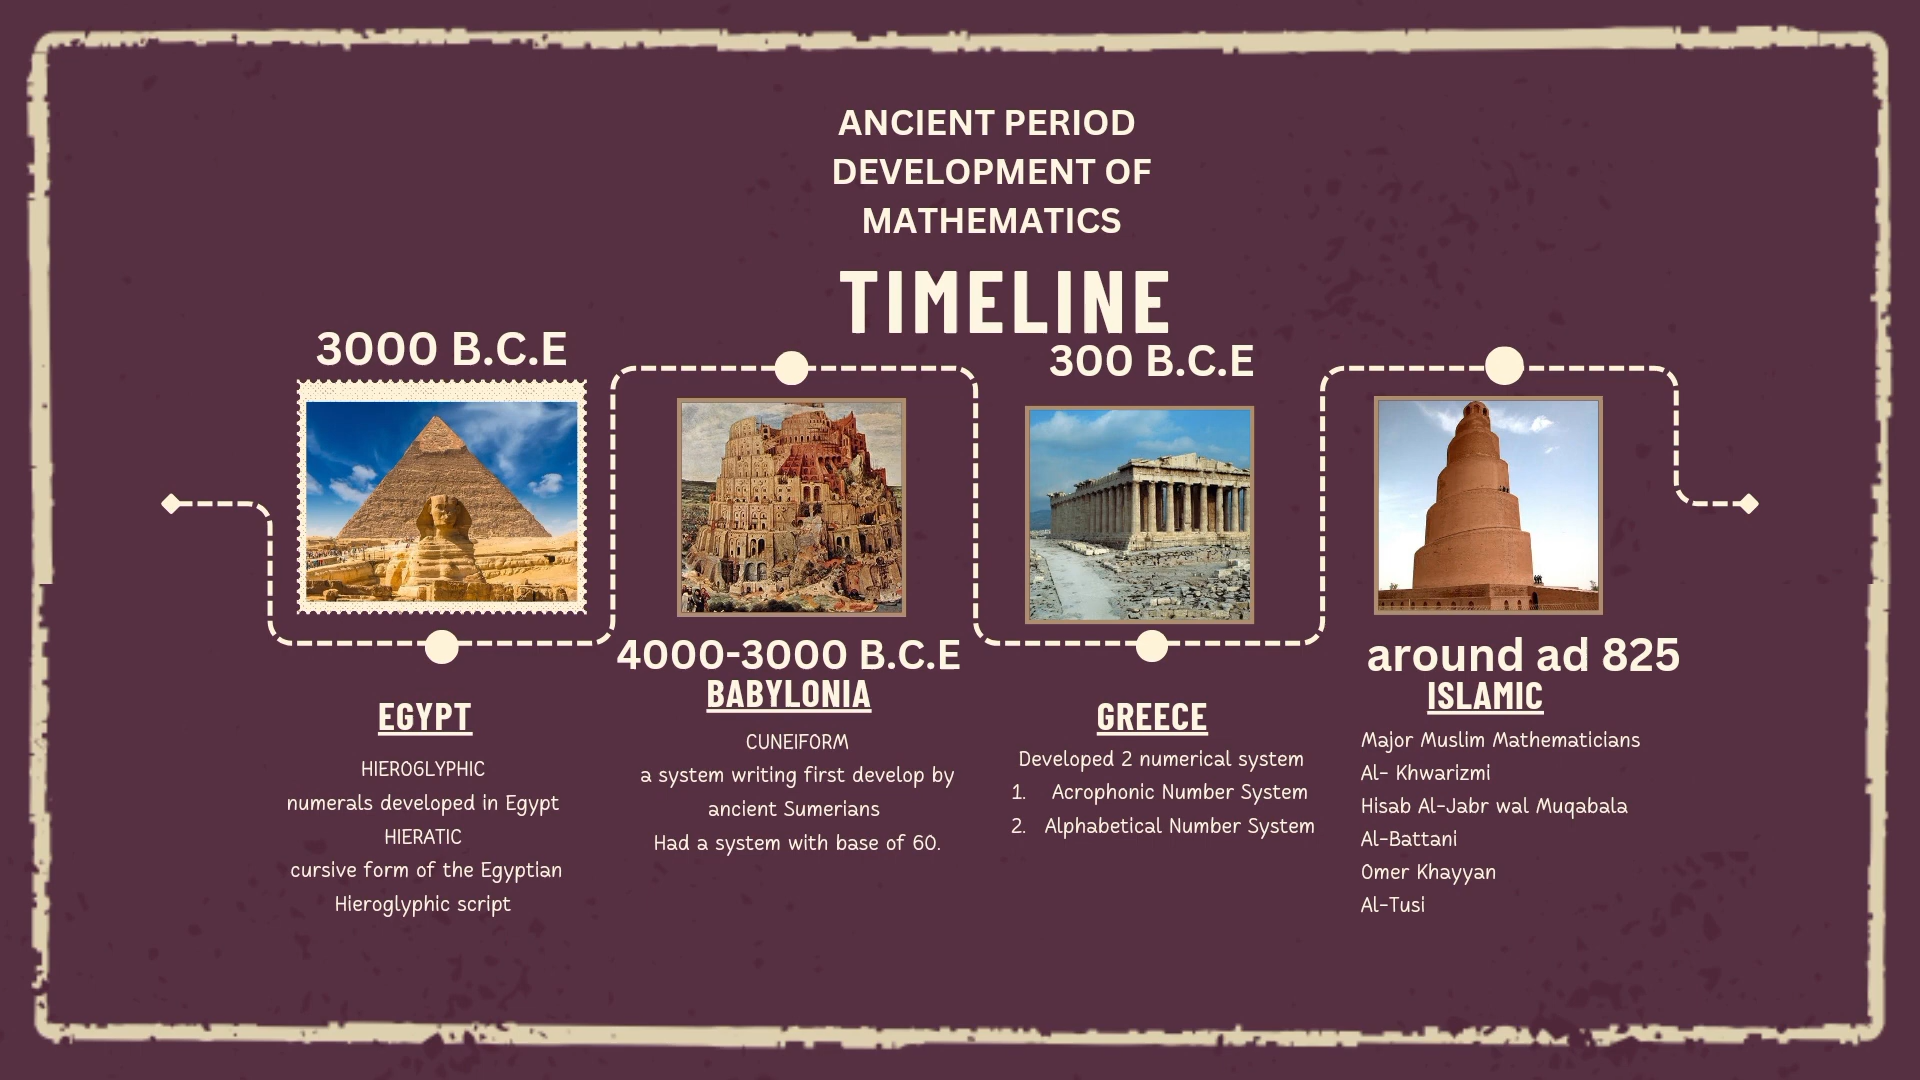 ANCIENT PERIOD
DEVELOPMENT OF
MATHEMATICS
TIMELINE
3000 B.C.E
EGYPT
HIEROGLYPHIC
numerals developed in Egypt
HIERATIC
cursive form of the Egyptian
Hieroglyphic script
4000-3000 B.C.E
BABYLONIA
CUNEIFORM
a system writing first develop by
ancient Sumerians
Had a system with base of 60.
300 B.C.E
GREECE
Developed 2 numerical system
1. Acrophonic Number System
2. Alphabetical Number System
around ad 825
ISLAMIC
Major Muslim Mathematicians
Al- Khwarizmi
Hisab Al-Jabr wal Muqabala
Al-Battani
Omer Khayyan
Al-Tusi